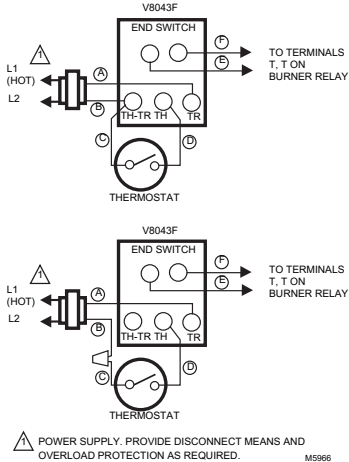 V8043F
END SWITCH
F
E
TO TERMINALS
T, T ON
BURNER RELAY
1
L1
(HOT)
L2
A
B
TH-TR TH TR
C
D
THERMOSTAT
V8043F
END SWITCH
F
E
TO TERMINALS
T, T ON
BURNER RELAY
1
L1
(HOT)
L2
A
B
TH-TR TH TR
C
D
THERMOSTAT
1 POWER SUPPLY. PROVIDE DISCONNECT MEANS AND
OVERLOAD PROTECTION AS REQUIRED.
M5966